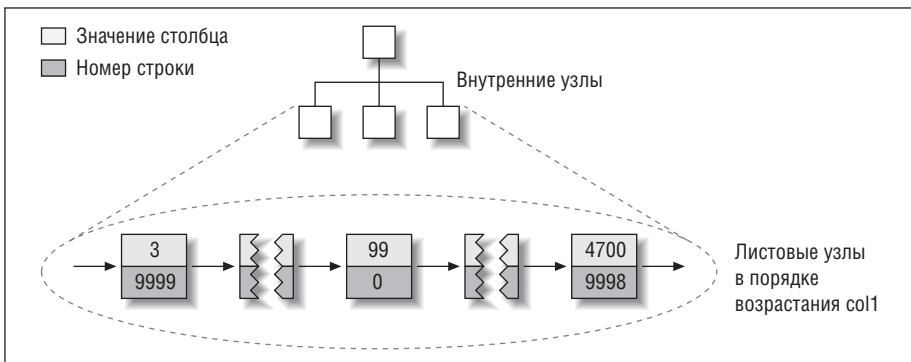 Значение столбца
Номер строки
Внутренние узлы
3
99
4700
9999
0
9998
Листовые узлы
в порядке
возрастания col1